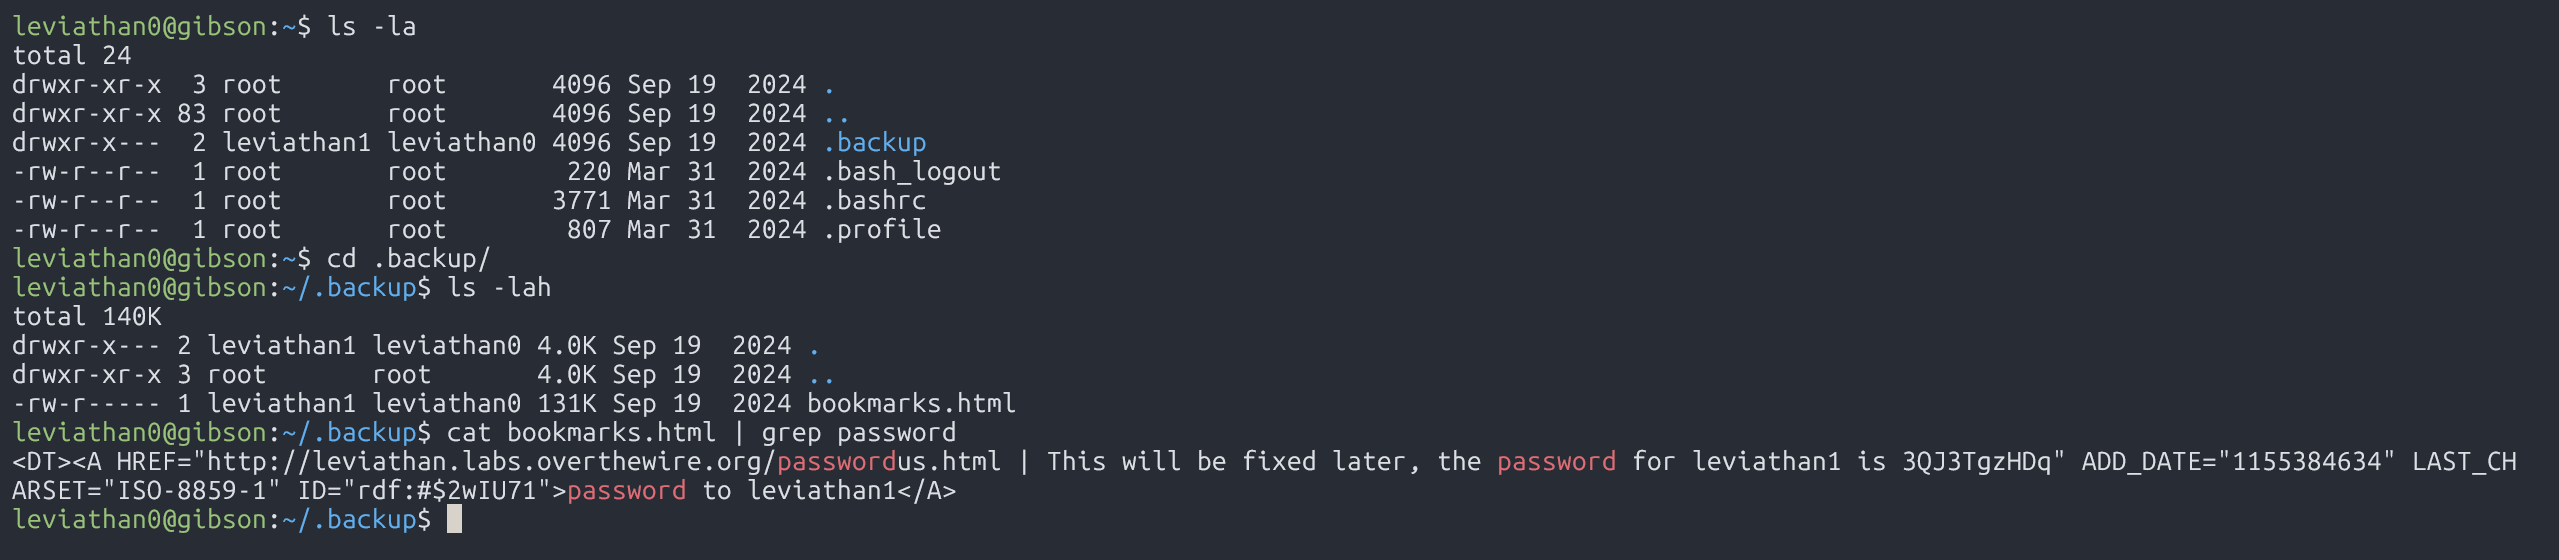 leviathan0@gibson:~$ ls -la
total 24
drwxr-xr-x  3 root       root       4096 Sep 19  2024 .
drwxr-xr-x 83 root       root       4096 Sep 19  2024 ..
drwxr-x---  2 leviathan1 leviathan0 4096 Sep 19  2024 .backup
-rw-r--r--  1 root       root        220 Mar 31  2024 .bash_logout
-rw-r--r--  1 root       root       3771 Mar 31  2024 .bashrc
-rw-r--r--  1 root       root        807 Mar 31  2024 .profile
leviathan0@gibson:~$ cd .backup/
leviathan0@gibson:~/.backup$ ls -lah
total 140K
drwxr-x--- 2 leviathan1 leviathan0 4.0K Sep 19  2024 .
drwxr-xr-x 3 root       root       4.0K Sep 19  2024 ..
-rw-r----- 1 leviathan1 leviathan0 131K Sep 19  2024 bookmarks.html
leviathan0@gibson:~/.backup$ cat bookmarks.html | grep password
<DT><A HREF="http://leviathan.labs.overthewire.org/passwordus.html | This will be fixed later, the password for leviathan1 is 3QJ3TgzHDq" ADD_DATE="1155384634" LAST_CH
ARSET="ISO-8859-1" ID="rdf:#$2wIU71">password to leviathan1</A>
leviathan0@gibson:~/.backup$